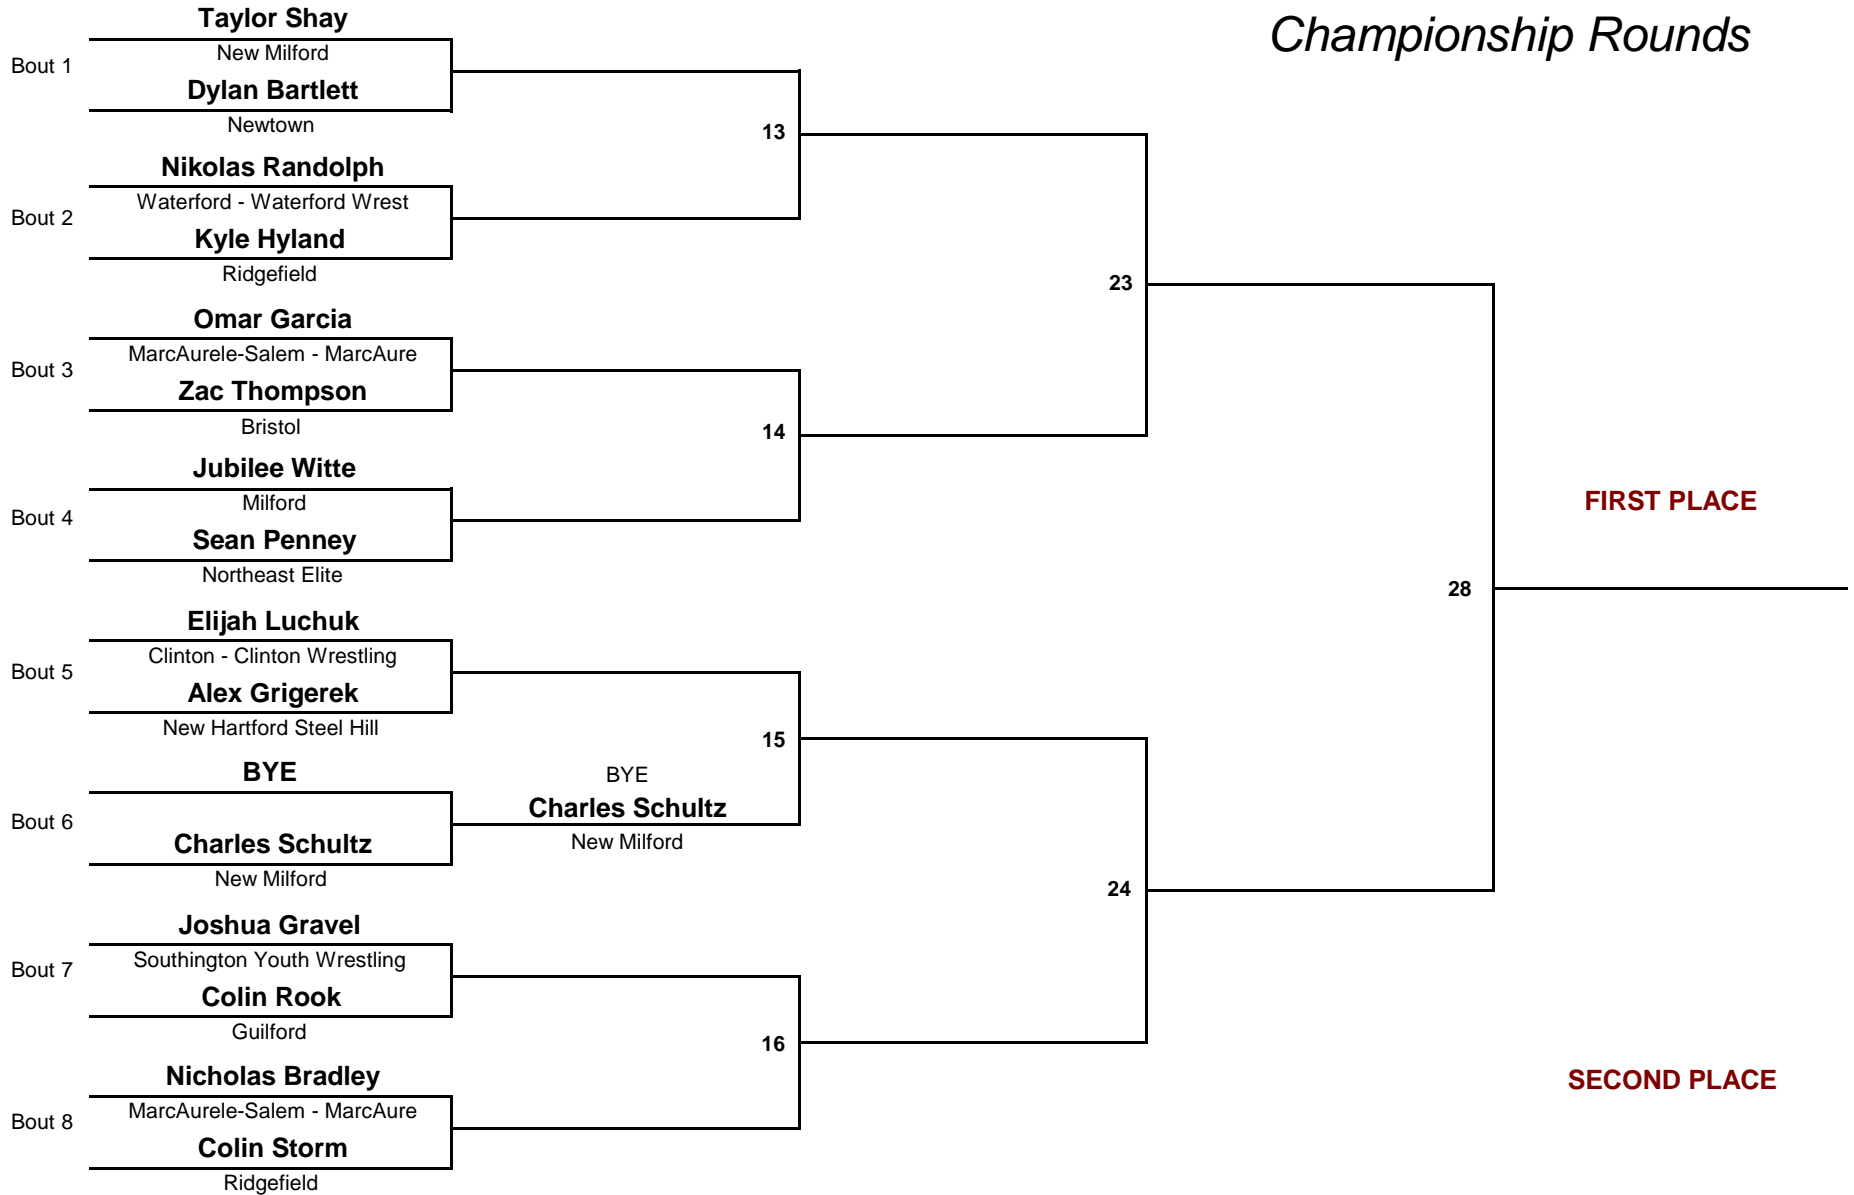 Championship Rounds
Taylor Shay
Bout 1
New Milford
Dylan Bartlett
Newtown
13
Nikolas Randolph
Bout 2
Waterford - Waterford Wrest
Kyle Hyland
Ridgefield
23
Omar Garcia
Bout 3
MarcAurele-Salem - MarcAure
Zac Thompson
Bristol
14
Jubilee Witte
Bout 4
Milford
Sean Penney
Northeast Elite
FIRST PLACE
28
Elijah Luchuk
Bout 5
Clinton - Clinton Wrestling
Alex Grigerek
New Hartford Steel Hill
15
BYE
Bout 6
Charles Schultz
New Milford
BYE
Charles Schultz
New Milford
24
Joshua Gravel
Bout 7
Southington Youth Wrestling
Colin Rook
Guilford
16
Nicholas Bradley
Bout 8
MarcAurele-Salem - MarcAure
Colin Storm
Ridgefield
SECOND PLACE